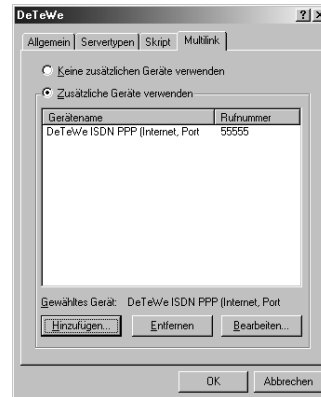 DeTeWe
Allgemein Servertypen Skript Multilink
Keine zusätzlichen Geräte verwenden
Zusätzliche Geräte verwenden
Gerätename Rufnummer
DeTeWe ISDN PPP (Internet, Port 55555
Gewähltes Gerät: DeTeWe ISDN PPP (Internet, Port
Hinzufügen... Entfernen Bearbeiten...
OK Abbrechen